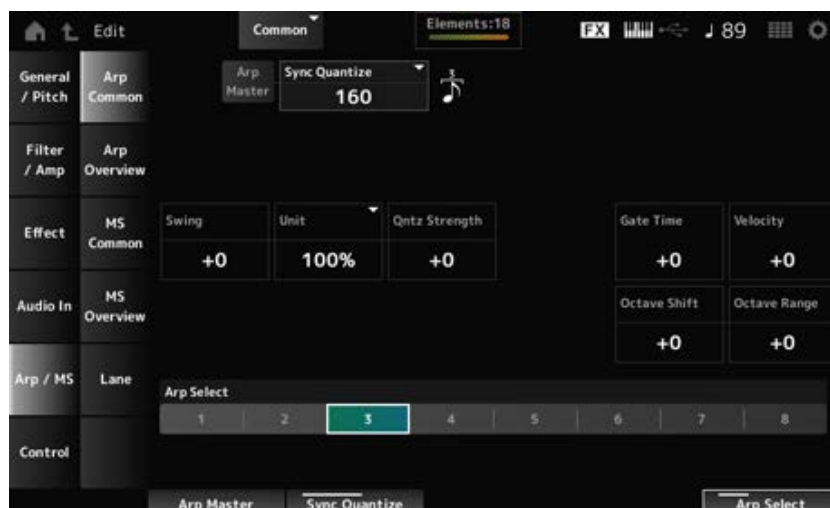 Edit
Common
Elements:18
FX
89
General / Pitch
Arp Common
Arp Master
Sync Quantize
160
3
Filter / Amp
Arp Overview
Effect
MS Common
Swing
+0
Unit
100%
Qntz Strength
+0
Gate Time
+0
Velocity
+0
Audio In
MS Overview
Octave Shift
+0
Octave Range
+0
Arp / MS
Lane
Arp Select
1 2 3 4 5 6 7 8
Control
Arp Master
Sync Quantize
Arp Select